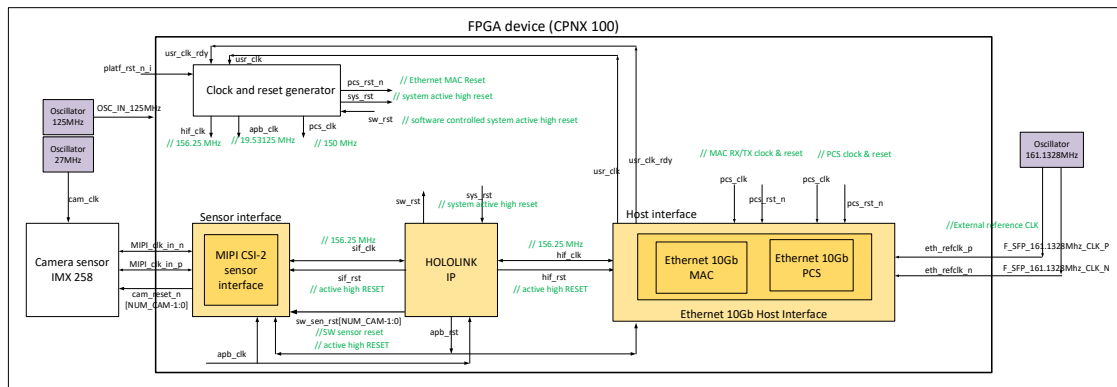 FPGA device (CPNX 100)
usr_clk_rdy
usr_clk
platf_rst_n_i
Clock and reset generator
pcs_rst_n
// Ethernet MAC Reset
sys_rst
// system active high reset
sw_rst
// software controlled system active high reset
Oscillator
125MHz
OSC_IN_125MHz
Oscillator
27MHz
hif_clk
// 156.25 MHz
apb_clk
// 19.53125 MHz
pcs_clk
// 150 MHz
cam_clk
usr_clk
usr_clk_rdy
// MAC RX/TX clock & reset
// PCS clock & reset
pcs_clk
pcs_rst_n
pcs_clk
pcs_rst_n
Oscillator
161.1328MHz
sw_rst
sys_rst
// system active high reset
Sensor interface
Host interface
//External reference CLK
Camera sensor
IMX 258
MIPI_clk_in_n
MIPI_clk_in_p
cam_reset_n
[NUM_CAM-1:0]
MIPI CSI-2
sensor
interface
// 156.25 MHz
sif_clk
sif_rst
// active high RESET
HOLOLINK
IP
// 156.25 MHz
hif_clk
hif_rst
// active high RESET
Ethernet 10Gb
MAC
Ethernet 10Gb
PCS
Ethernet 10Gb Host Interface
eth_refclk_p
F_SFP_161.1328Mhz_CLK_P
eth_refclk_n
F_SFP_161.1328Mhz_CLK_N
sw_sen_rst[NUM_CAM-1:0]
//SW sensor reset
// active high RESET
apb_rst
apb_clk